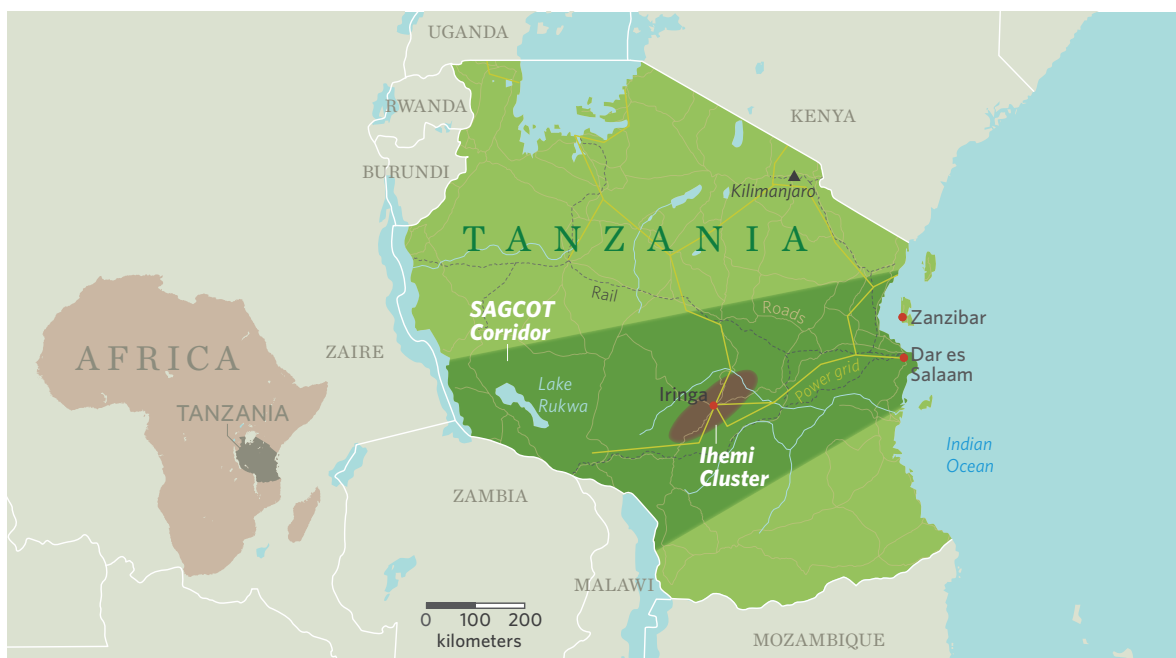 UGANDA
RWANDA
KENYA
BURUNDI
Kilimanjaro
TANZANIA
Rail
SAGCOT
Corridor
Roads
Zanzibar
AFRICA
ZAIRE
Dar es
Salaam
Lake
Rukwa
Iringa
Power grid
TANZANIA
Ihemi
Cluster
Indian
Ocean
ZAMBIA
MALAWI
0 100 200
kilometers
MOZAMBIQUE